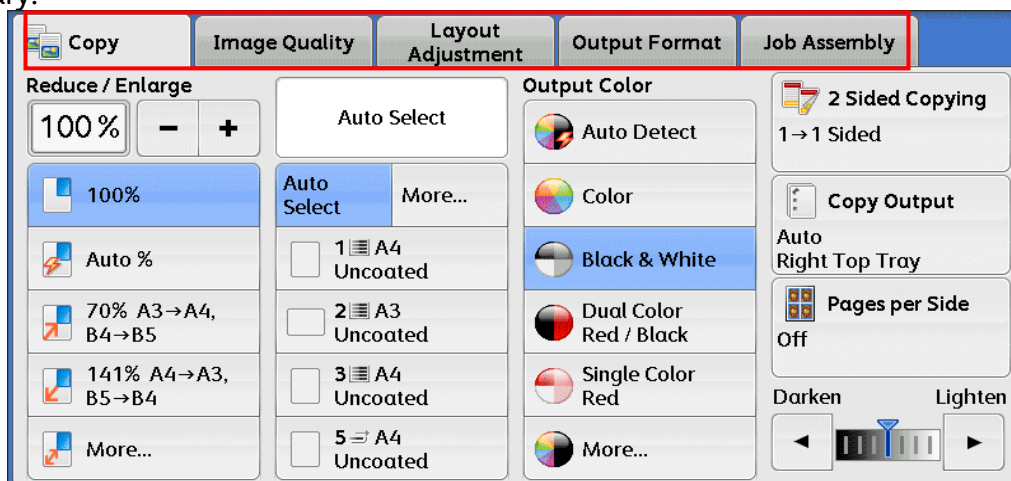 Copy
Image Quality
Layout
Adjustment
Output Format
Job Assembly
Reduce / Enlarge
100%
−
+
100%
Auto %
70% A3→A4,
B4→B5
141% A4→A3,
B5→B4
More...
Auto Select
Auto
Select
More...
1 A4
Uncoated
2 A3
Uncoated
3 A4
Uncoated
5 A4
Uncoated
Output Color
Auto Detect
Color
Black & White
Dual Color
Red / Black
Single Color
Red
More...
2 Sided Copying
1→1 Sided
Copy Output
Auto
Right Top Tray
Pages per Side
Off
Darken Lighten